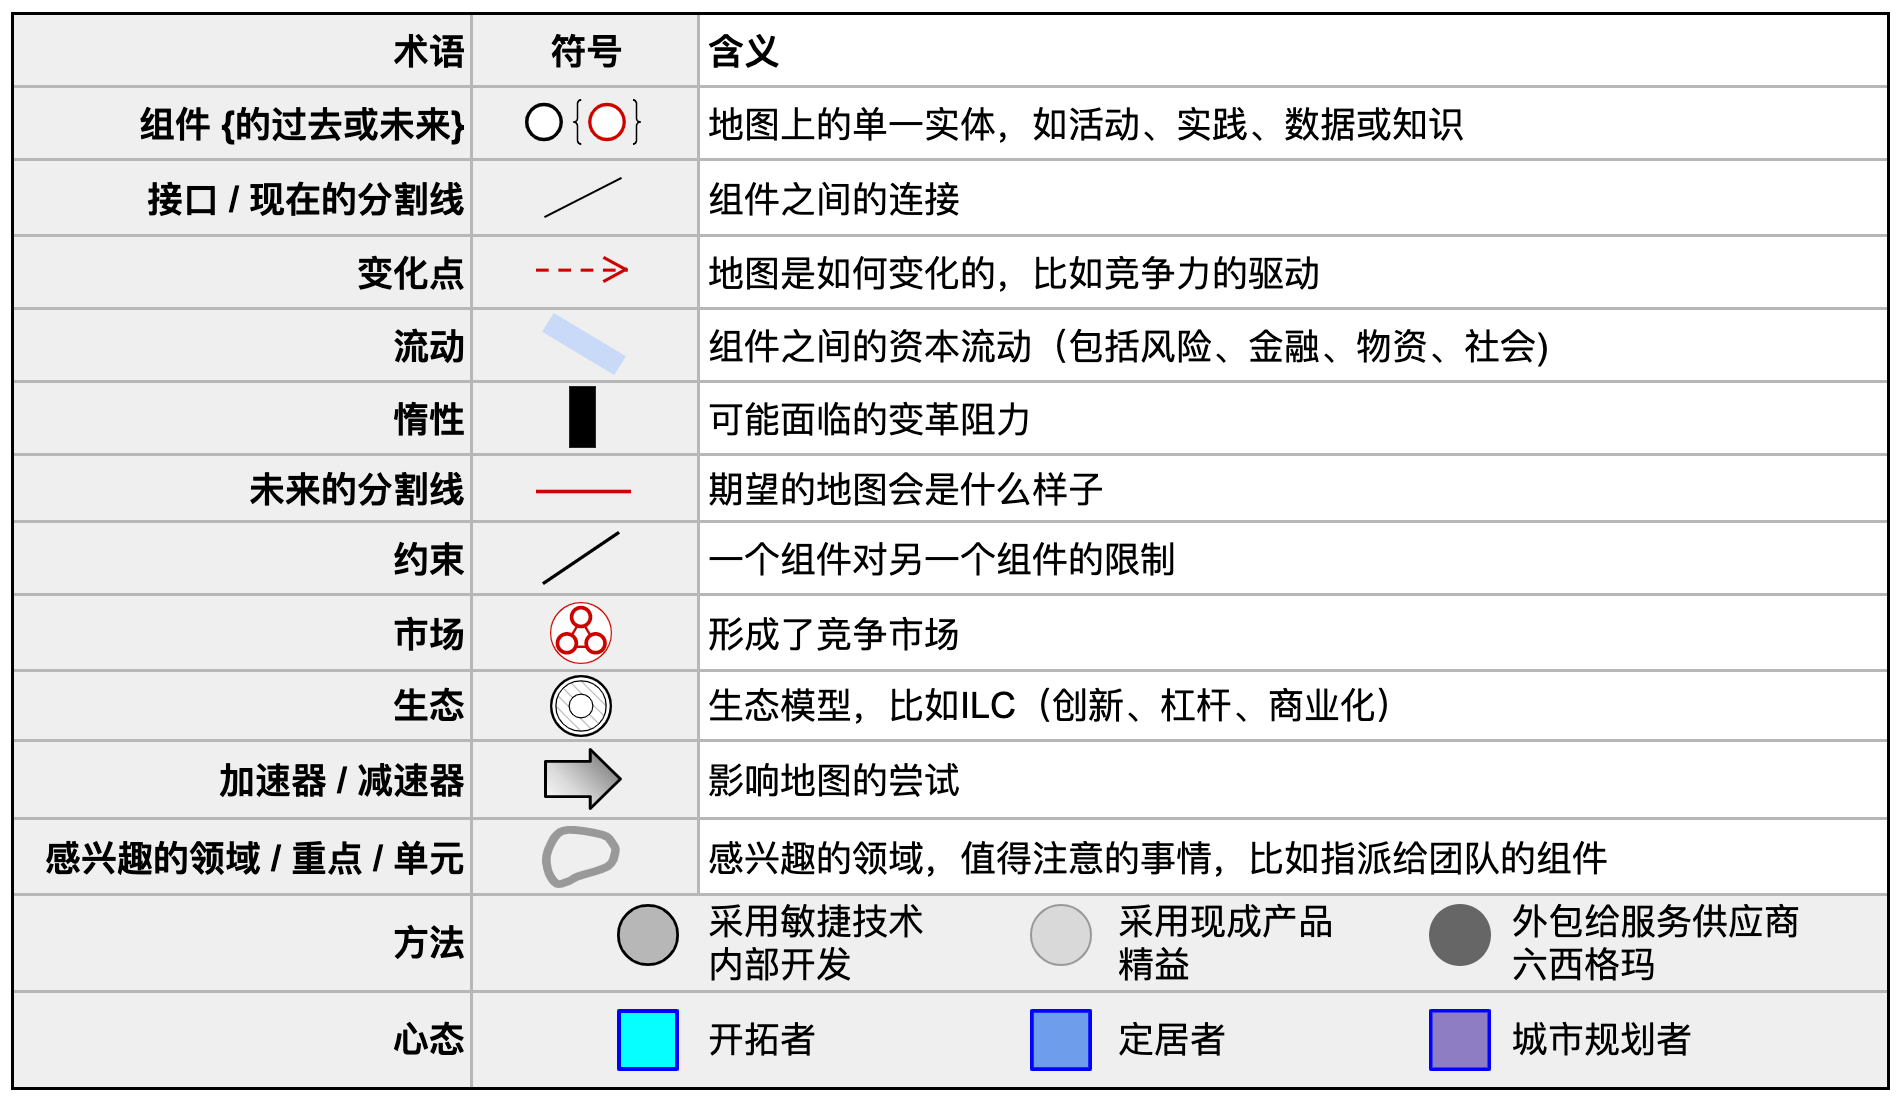 术语 符号 含义
组件 {的过去或未来} { } 地图上的单一实体，如活动、实践、数据或知识
接口 / 现在的分割线 组件之间的连接
变化点 地图是如何变化的，比如竞争力的驱动
流动 组件之间的资本流动（包括风险、金融、物资、社会)
惰性 可能面临的变革阻力
未来的分割线 期望的地图会是什么样子
约束 一个组件对另一个组件的限制
市场 形成了竞争市场
生态 生态模型，比如ILC（创新、杠杆、商业化）
加速器 / 减速器 影响地图的尝试
感兴趣的领域 / 重点 / 单元 感兴趣的领域，值得注意的事情，比如指派给团队的组件
方法 采用敏捷技术 采用现成产品 外包给服务供应商
内部开发 精益 六西格玛
心态 开拓者 定居者 城市规划者